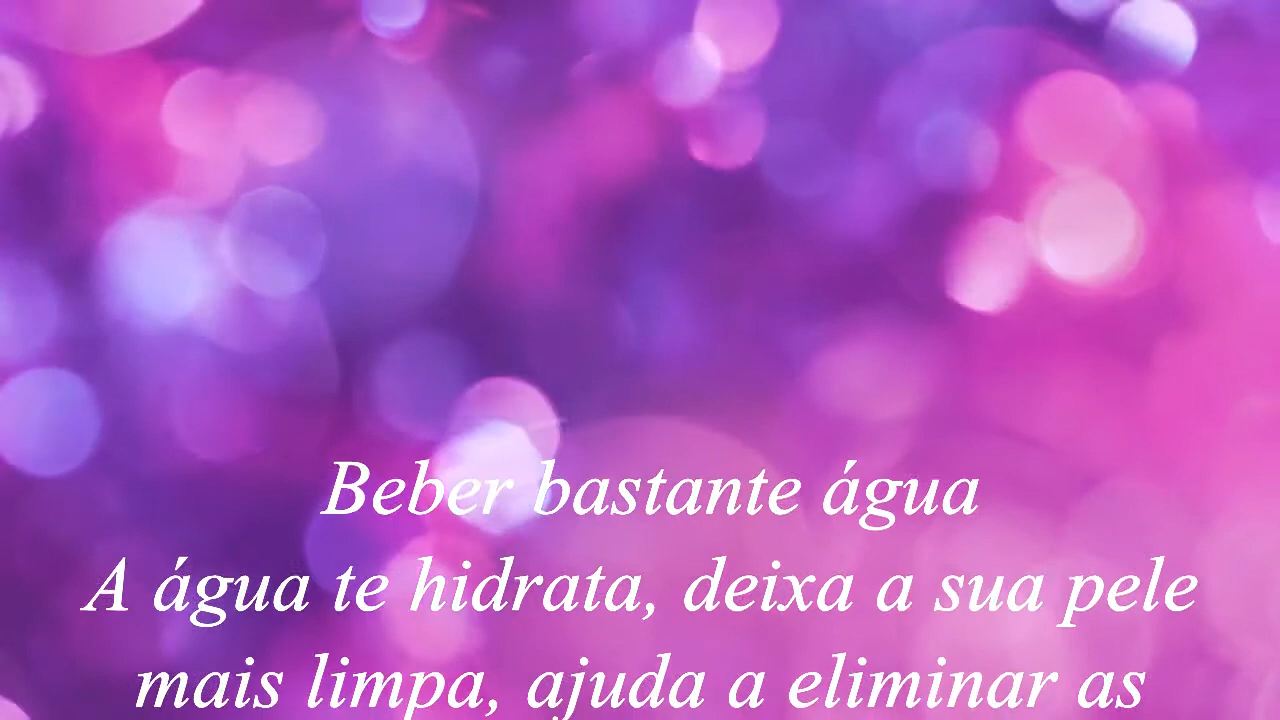 Beber bastante água
A água te hidrata, deixa a sua pele
mais limpa, ajuda a eliminar as